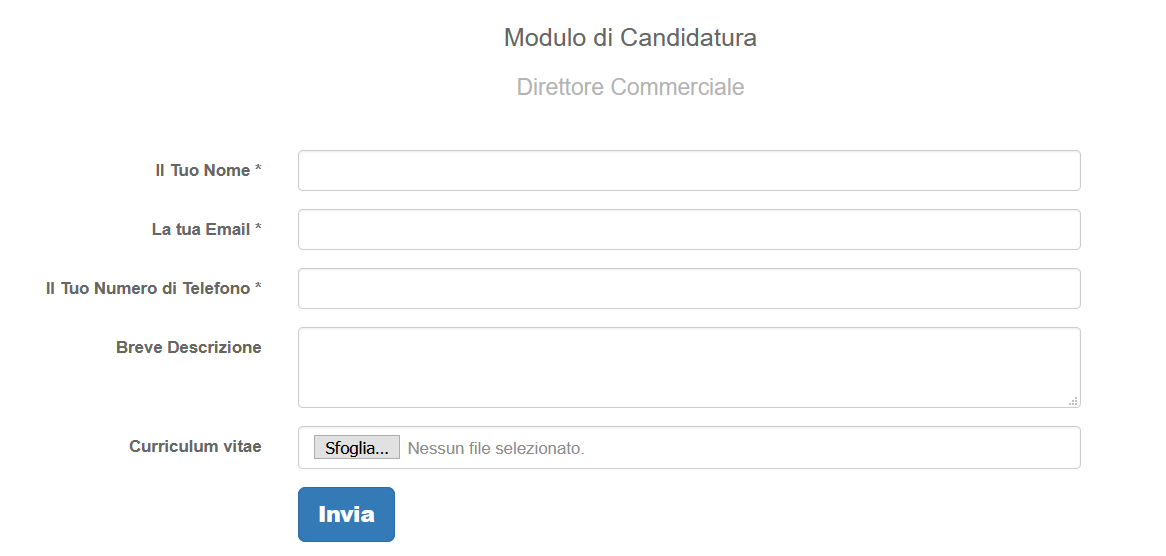 Modulo di Candidatura
Direttore Commerciale
Il Tuo Nome *
La tua Email *
Il Tuo Numero di Telefono *
Breve Descrizione
Curriculum vitae Sfoglia... Nessun file selezionato.
Invia